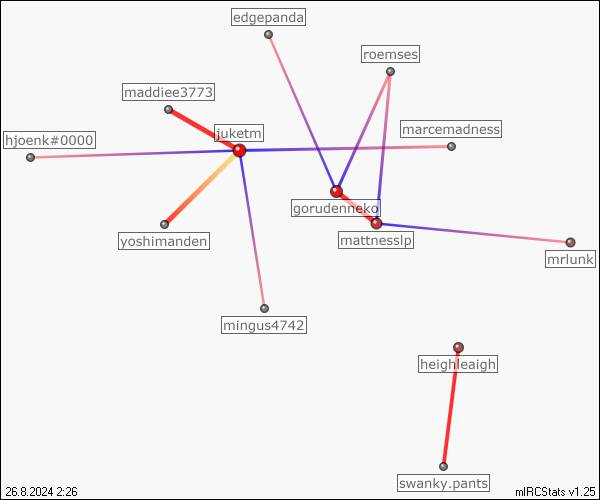 edgepanda
roemses
maddiee3773
marcemadness
juketm
hjoenk#0000
gorudenneko
yoshimanden
mattnesslp
mrlunk
mingus4742
heighleaigh
swanky.pants
26.8.2024 2:26
mIRCStats v1.25